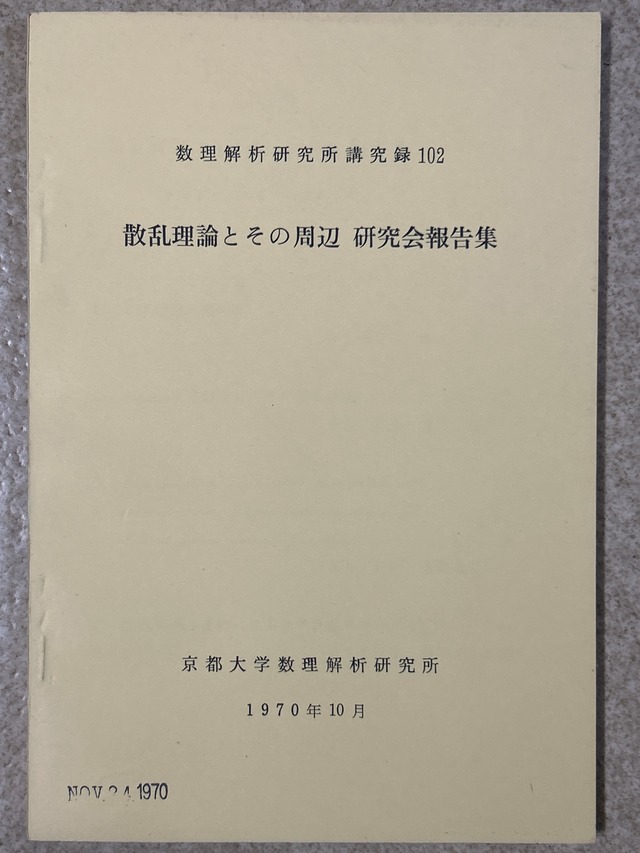 数理解析研究所講究録102
散乱理論とその周辺 研究会報告集
京都大学数理解析研究所
1970年10月
NOV 24 1970